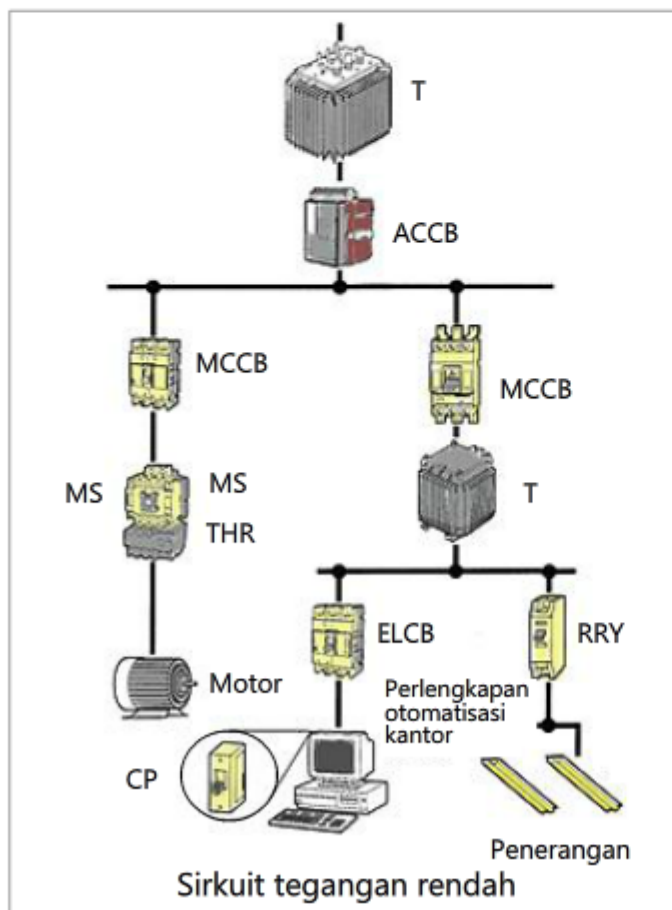 T
ACCB
MCCB
MCCB
MS
MS
THR
T
ELCB
RRY
Motor
Perlengkapan
otomatisasi
kantor
CP
Penerangan
Sirkuit tegangan rendah